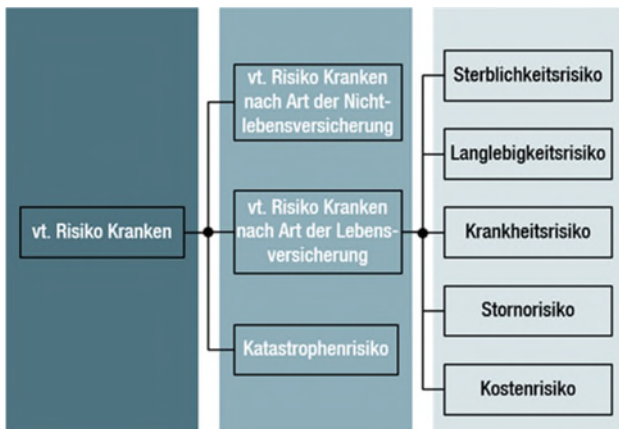 vt. Risiko Kranken
vt. Risiko Kranken
nach Art der Nicht-
lebensversicherung
vt. Risiko Kranken
nach Art der Lebens-
versicherung
Katastrophenrisiko
Sterblichkeitsrisiko
Langlebigkeitsrisiko
Krankheitsrisiko
Stornorisiko
Kostenrisiko